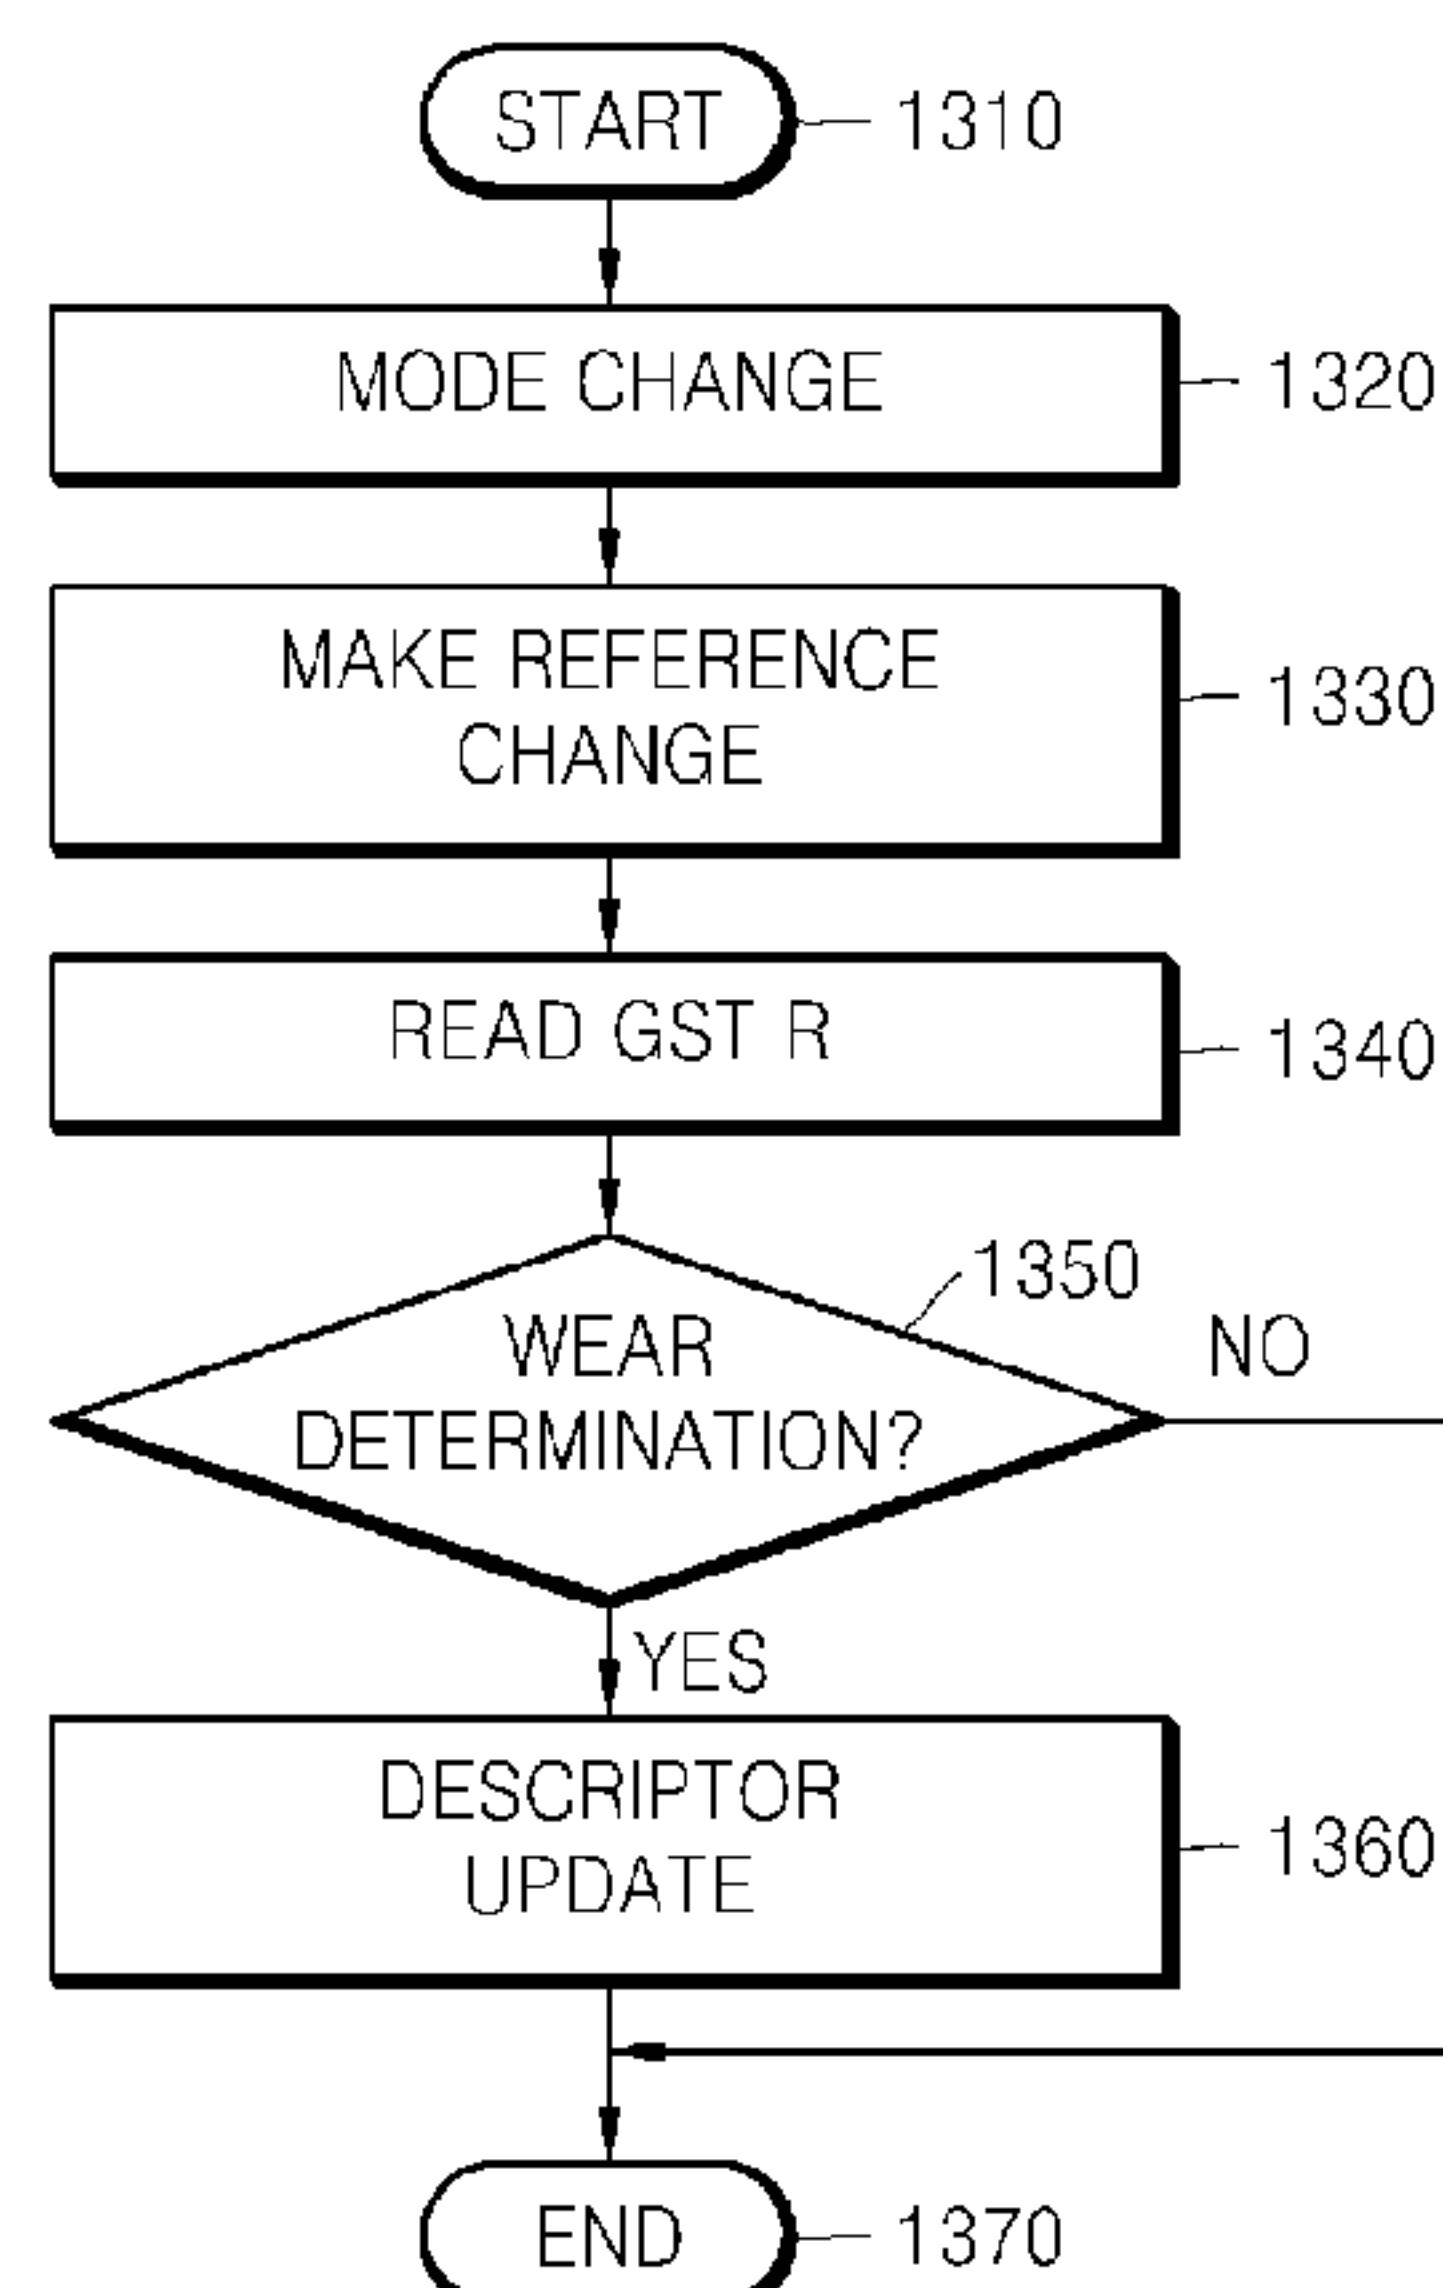 START
1310
MODE CHANGE
1320
MAKE REFERENCE
CHANGE
1330
READ GST R
1340
1350
WEAR
DETERMINATION?
NO
YES
DESCRIPTOR
UPDATE
1360
END
1370